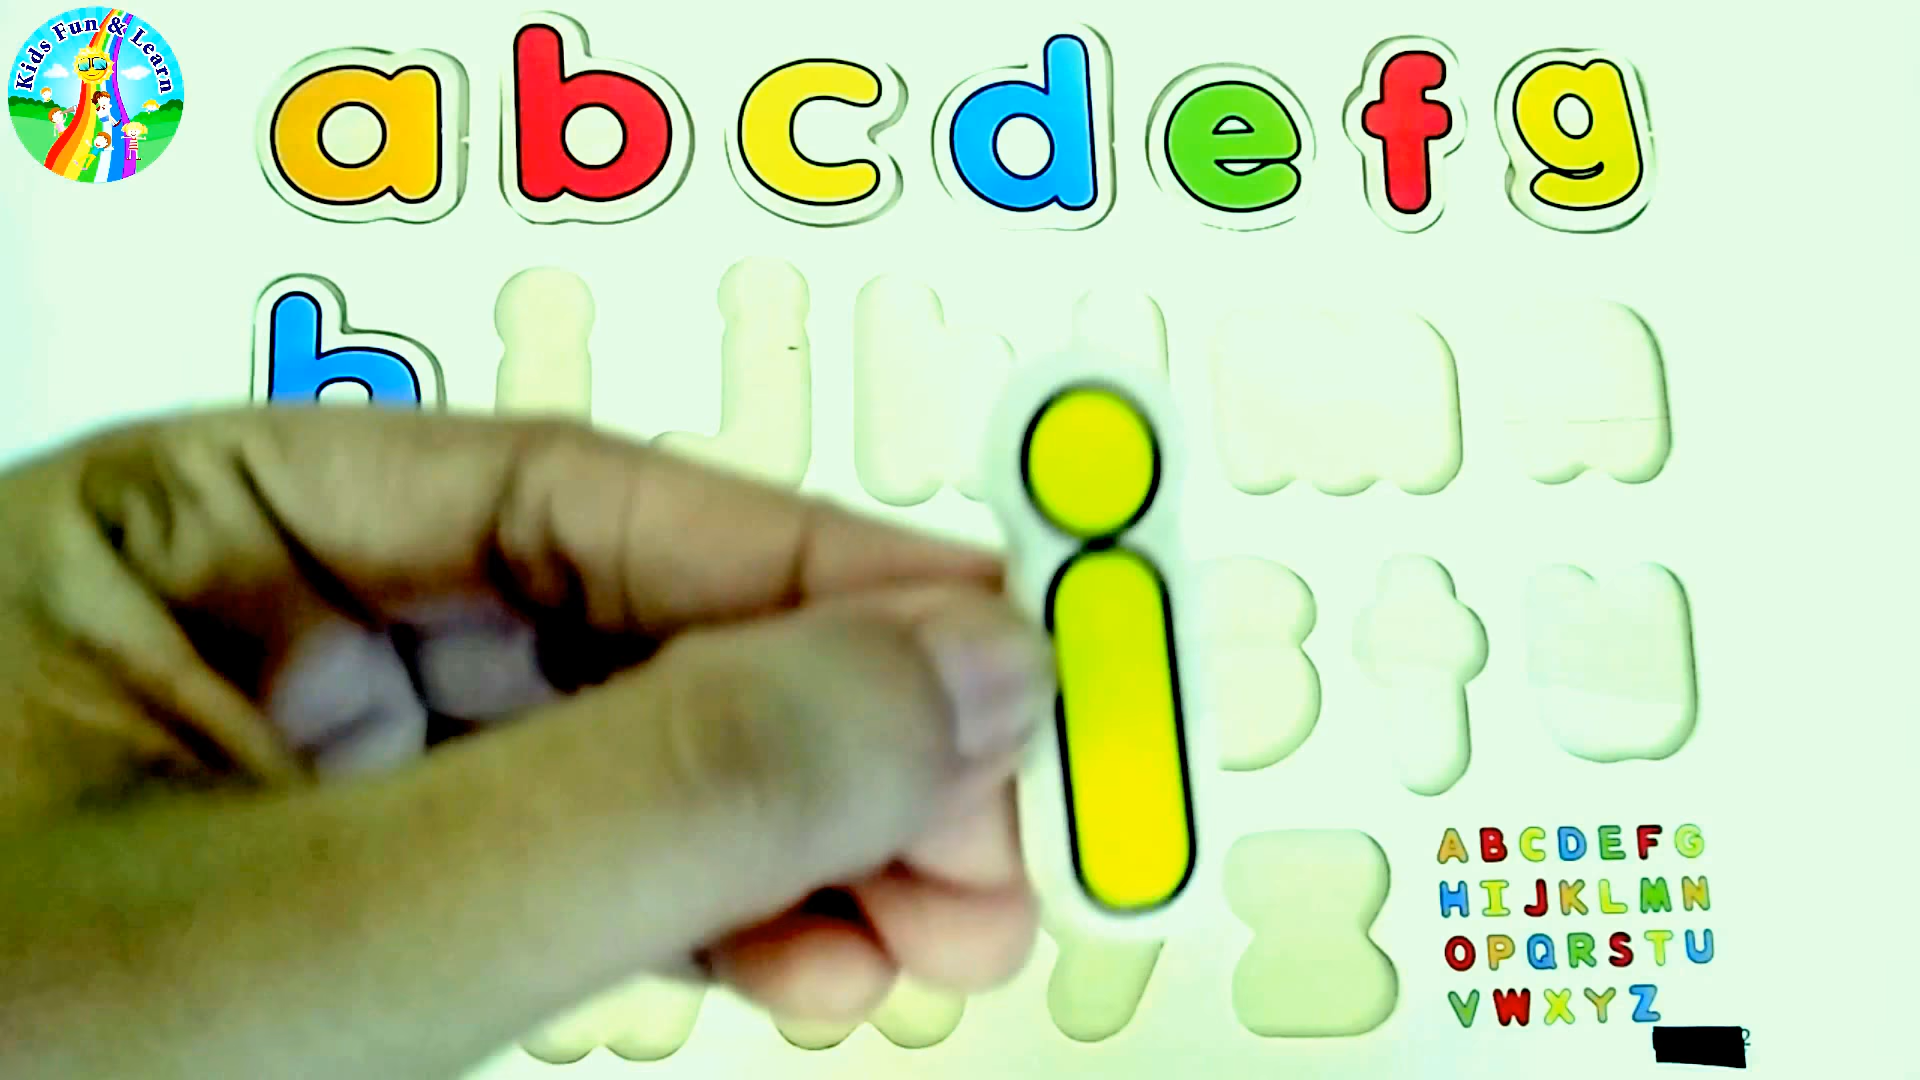 Kids Fun & Learn
a b c d e f g
h
i
A B C D E F G
H I J K L M N
O P Q R S T U
V W X Y Z